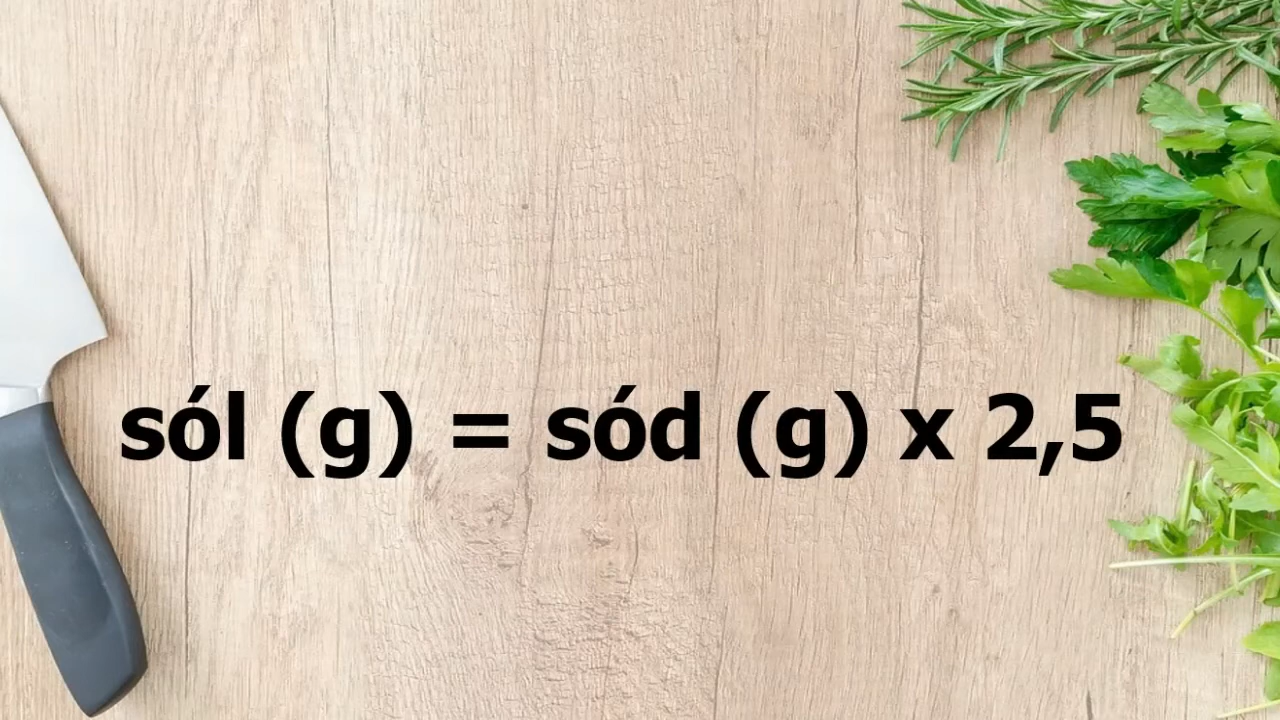 sól (g) = sód (g) x 2,5